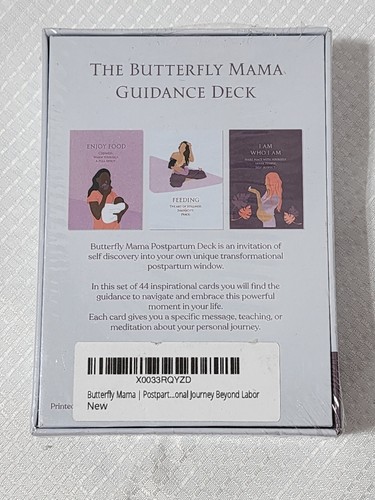 THE BUTTERFLY MAMA
GUIDANCE DECK
ENJOY FOOD
FEEDING
I AM
WHO I AM
Butterfly Mama Postpartum Deck is an invitation of
self discovery into your own unique transformational
postpartum window.
In this set of 44 inspirational cards you will find the
guidance to navigate and embrace this powerful
moment in your life.
Each card gives you a specific message, teaching, or
meditation about your personal journey.
X0033RQYZD
Butterfly Mama | Postpart...onal Journey Beyond Labor
New
Printed